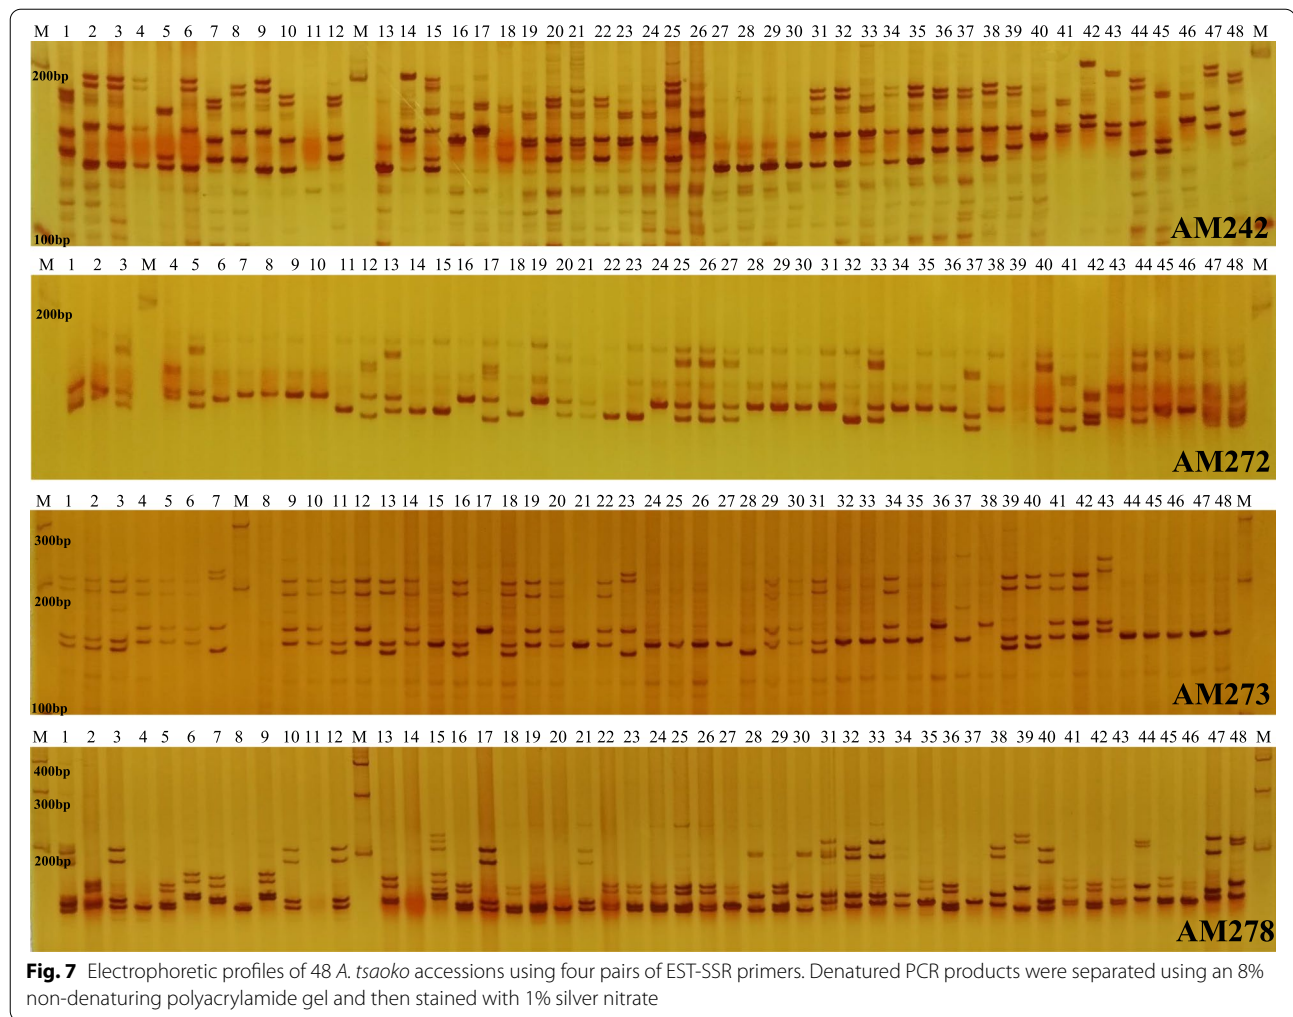 M 1 2 3 4 5 6 7 8 9 10 11 12 M 13 14 15 16 17 18 19 20 21 22 23 24 25 26 27 28 29 30 31 32 33 34 35 36 37 38 39 40 41 42 43 44 45 46 47 48 M
200bp
100bp
AM242
M 1 2 3 M 4 5 6 7 8 9 10 11 12 13 14 15 16 17 18 19 20 21 22 23 24 25 26 27 28 29 30 31 32 33 34 35 36 37 38 39 40 41 42 43 44 45 46 47 48 M
200bp
AM272
M 1 2 3 4 5 6 7 M 8 9 10 11 12 13 14 15 16 17 18 19 20 21 22 23 24 25 26 27 28 29 30 31 32 33 34 35 36 37 38 39 40 41 42 43 44 45 46 47 48 M
300bp
200bp
100bp
AM273
M 1 2 3 4 5 6 7 8 9 10 11 12 M 13 14 15 16 17 18 19 20 21 22 23 24 25 26 27 28 29 30 31 32 33 34 35 36 37 38 39 40 41 42 43 44 45 46 47 48 M
400bp
300bp
200bp
AM278
Fig. 7 Electrophoretic profiles of 48 A. tsaoko accessions using four pairs of EST-SSR primers. Denatured PCR products were separated using an 8%
non-denaturing polyacrylamide gel and then stained with 1% silver nitrate